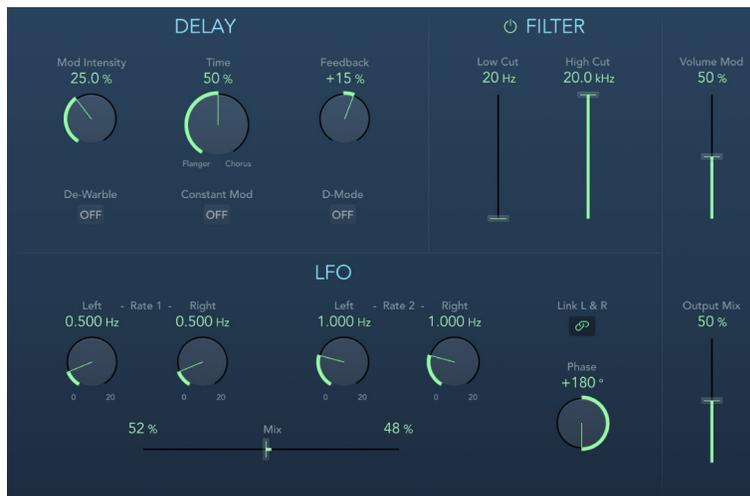 DELAY
FILTER
Mod Intensity Time Feedback Low Cut High Cut Volume Mod
25.0 % 50 % +15 % 20 Hz 20.0 kHz 50 %
Flanger Chorus
De-Warble Constant Mod D-Mode
OFF OFF OFF
LFO
Left - Rate 1 - Right Left - Rate 2 - Right Link L & R Output Mix
0.500 Hz 0.500 Hz 1.000 Hz 1.000 Hz 50 %
Phase
+180 °
0 20 0 20 0 20 0 20
52 % Mix 48 %